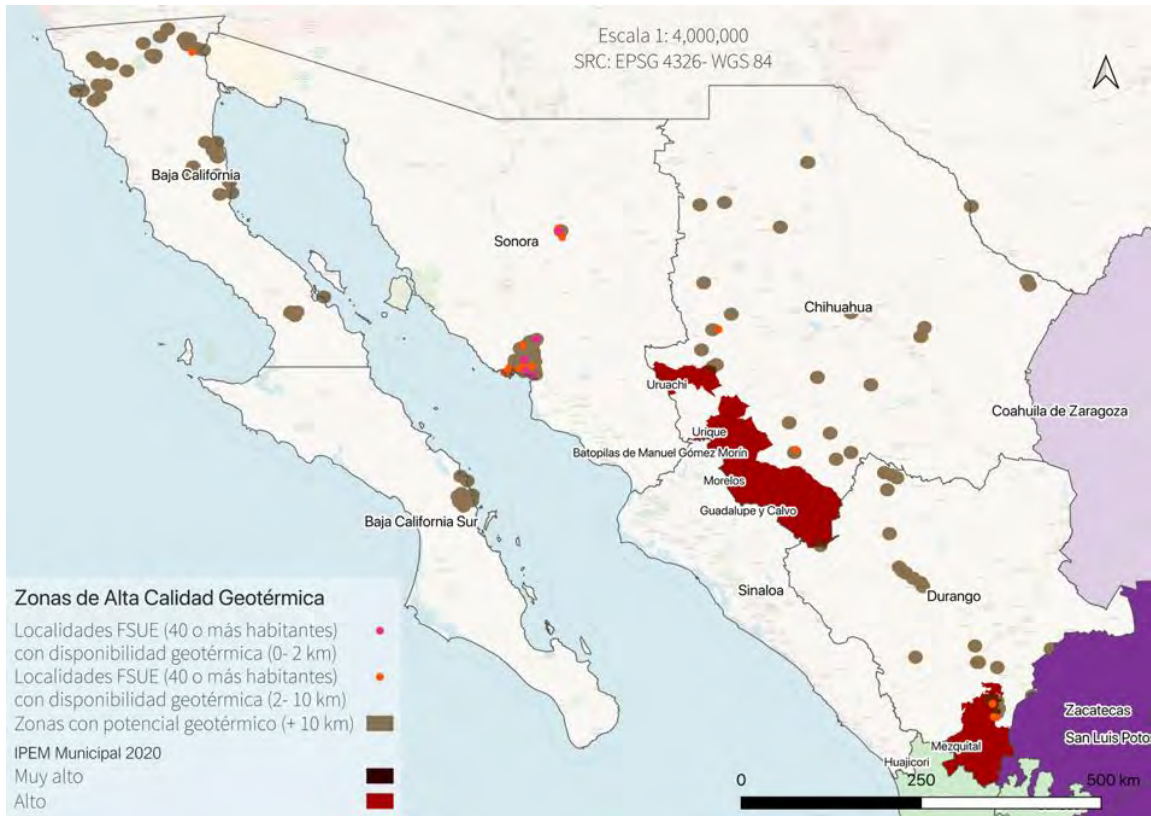 Escala 1: 4,000,000
SRC: EPSG 4326- WGS 84
Baja California
Sonora
Chihuahua
Uruachi
Coahuila de Zaragoza
Urique
Batopilas de Manuel Gómez Morín
Morelos
Guadalupe y Calvo
Baja California Sur
Sinaloa
Durango
Zacatecas
San Luis Potos
Mezquital
Huajicori
Zonas de Alta Calidad Geotérmica
Localidades FSUE (40 o más habitantes)
con disponibilidad geotérmica (0- 2 km)
Localidades FSUE (40 o más habitantes)
con disponibilidad geotérmica (2- 10 km)
Zonas con potencial geotérmico (+ 10 km)
IPEM Municipal 2020
Muy alto
Alto
0 250 500 km